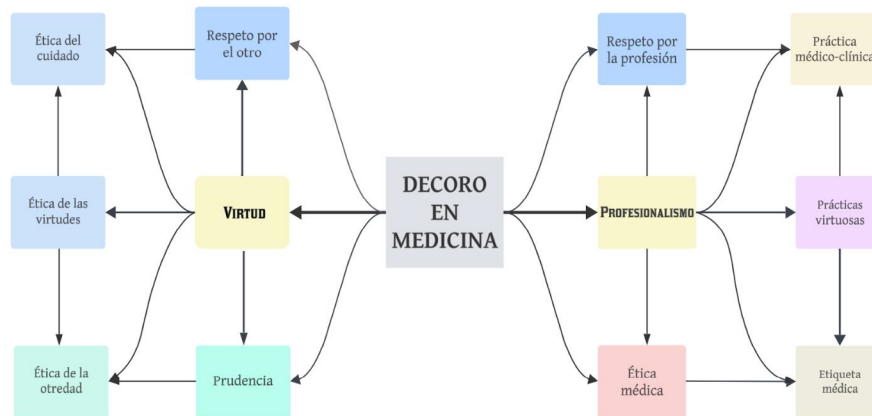 Ética del
cuidado
Respeto por
el otro
Respeto por
la profesión
Práctica
médico-clínica
Ética de las
virtudes
VIRTUD
DECORO
EN
MEDICINA
PROFESIONALISMO
Prácticas
virtuosas
Ética de la
otredad
Prudencia
Ética
médica
Etiqueta
médica